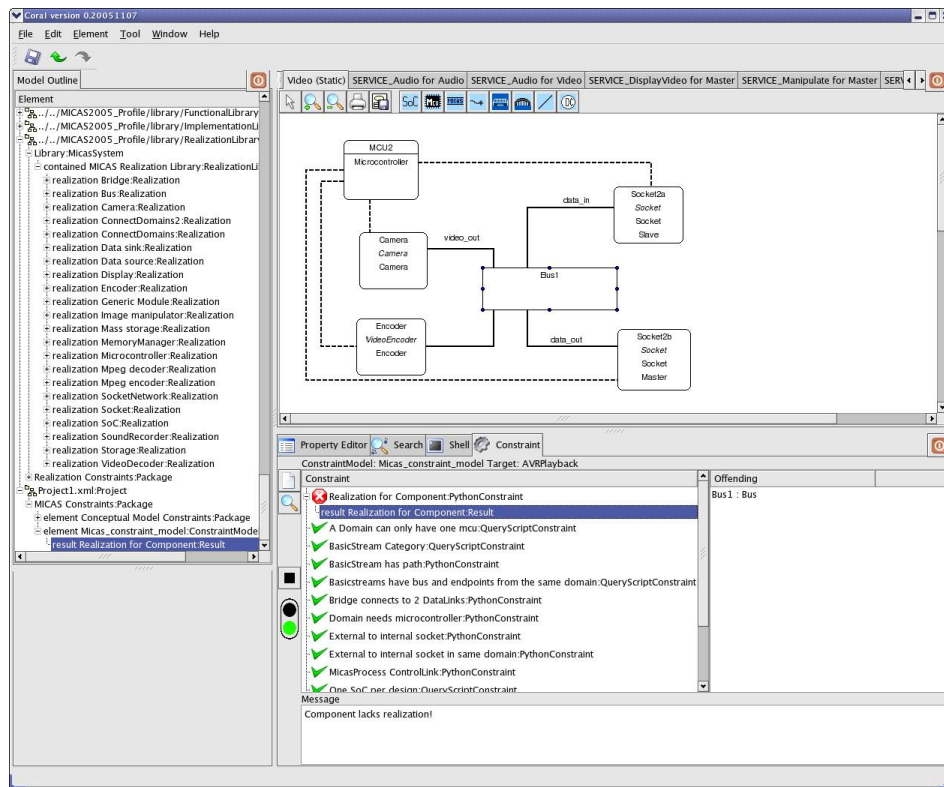 Coral version 0.20051107
File Edit Element Tool Window Help
Model Outline
Element
../../MICAS2005_Profile/library/FunctionalLibrary
../../MICAS2005_Profile/library/ImplementationLi
../../MICAS2005_Profile/library/RealizationLibrar
Library:MicasSystem
contained MICAS Realization Library:RealizationLi
realization Bridge:Realization
realization Bus:Realization
realization Camera:Realization
realization ConnectDomains2:Realization
realization ConnectDomains:Realization
realization Data sink:Realization
realization Data source:Realization
realization Display:Realization
realization Encoder:Realization
realization Generic Module:Realization
realization Image manipulator:Realization
realization Mass storage:Realization
realization MemoryManager:Realization
realization Microcontroller:Realization
realization Mpeg decoder:Realization
realization Mpeg encoder:Realization
realization SocketNetwork:Realization
realization Socket:Realization
realization SoC:Realization
realization SoundRecorder:Realization
realization Storage:Realization
realization VideoDecoder:Realization
Realization Constraints:Package
Project1.xml:Project
MICAS Constraints:Package
element Conceptual Model Constraints:Package
element Micas_constraint_model:ConstraintMode
result Realization for Component:Result
Video (Static) SERVICE_Audio for Audio SERVICE_Audio for Video SERVICE_DisplayVideo for Master SERVICE_Manipulate for Master SERV
SoC Mcu DC
MCU2
Microcontroller
Camera
Camera
Camera
video_out
data_in
Socket2a
Socket
Socket
Slave
Bus1
Encoder
VideoEncoder
Encoder
data_out
Socket2b
Socket
Socket
Master
Property Editor Search Shell Constraint
ConstraintModel: Micas_constraint_model Target: AVRPlayback
Constraint
Realization for Component:PythonConstraint
result Realization for Component:Result
A Domain can only have one mcu:QueryScriptConstraint
BasicStream Category:QueryScriptConstraint
BasicStream has path:PythonConstraint
Basicstreams have bus and endpoints from the same domain:QueryScriptConstraint
Bridge connects to 2 DataLinks:PythonConstraint
Domain needs microcontroller:PythonConstraint
External to internal socket:PythonConstraint
External to internal socket in same domain:PythonConstraint
MicasProcess ControlLink:PythonConstraint
One SoC per design:QueryScriptConstraint
Offending
Bus1 : Bus
Message
Component lacks realization!